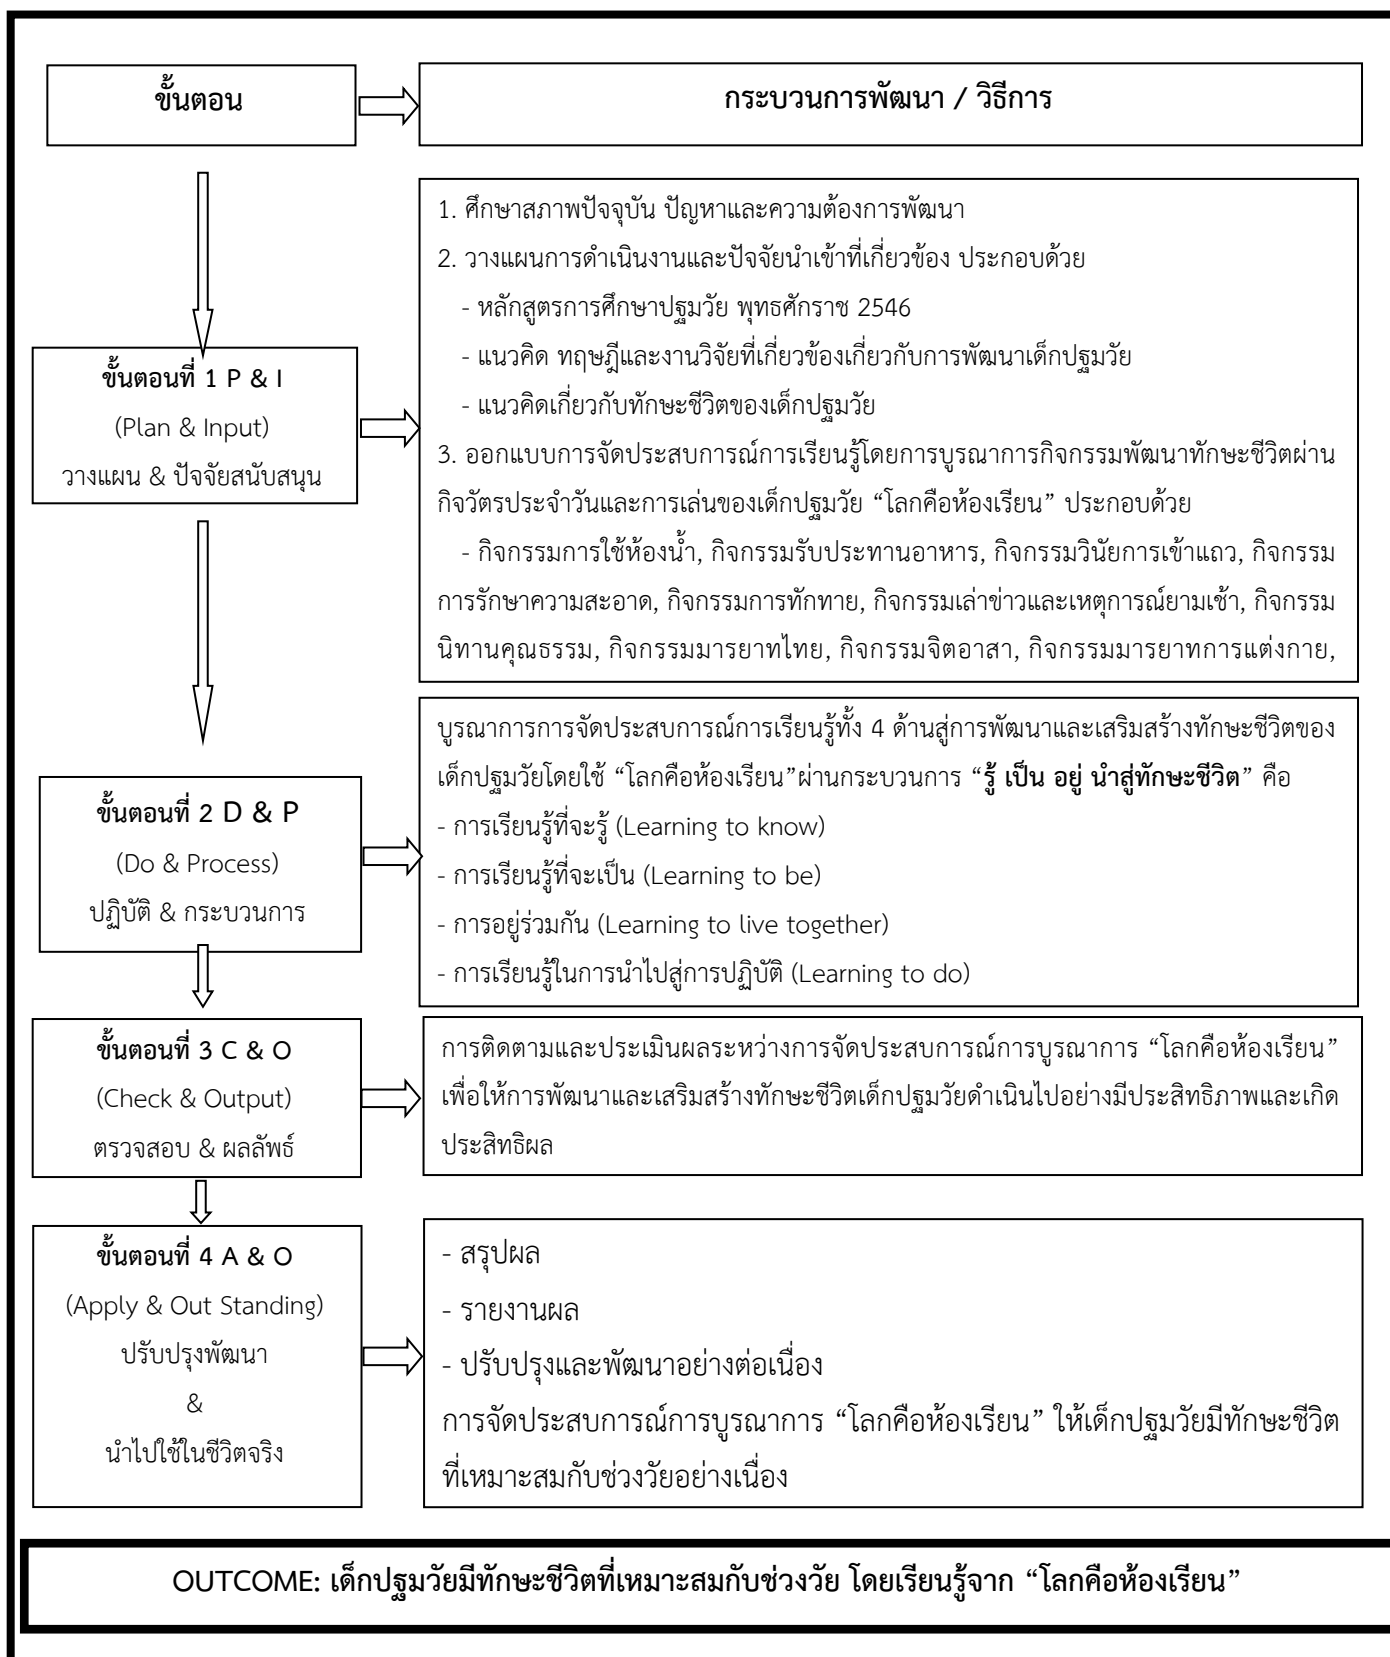 ขั้นตอน
กระบวนการพัฒนา / วิธีการ
1. ศึกษาสภาพปัจจุบัน ปัญหาและความต้องการพัฒนา
2. วางแผนการดำเนินงานและปัจจัยนำเข้าที่เกี่ยวข้อง ประกอบด้วย
- หลักสูตรการศึกษาปฐมวัย พุทธศักราช 2546
- แนวคิด ทฤษฎีและงานวิจัยที่เกี่ยวข้องเกี่ยวกับการพัฒนาเด็กปฐมวัย
- แนวคิดเกี่ยวกับทักษะชีวิตของเด็กปฐมวัย
3. ออกแบบการจัดประสบการณ์การเรียนรู้โดยการบูรณาการกิจกรรมพัฒนาทักษะชีวิตผ่าน
กิจวัตรประจำวันและการเล่นของเด็กปฐมวัย “โลกคือห้องเรียน” ประกอบด้วย
- กิจกรรมการใช้ห้องน้ำ, กิจกรรมรับประทานอาหาร, กิจกรรมวินัยการเข้าแถว, กิจกรรม
การรักษาความสะอาด, กิจกรรมการทักทาย, กิจกรรมเล่าข่าวและเหตุการณ์ยามเช้า, กิจกรรม
นิทานคุณธรรม, กิจกรรมมารยาทไทย, กิจกรรมจิตอาสา, กิจกรรมมารยาทการแต่งกาย,
ขั้นตอนที่ 1 P & I
(Plan & Input)
วางแผน & ปัจจัยสนับสนุน
บูรณาการการจัดประสบการณ์การเรียนรู้ทั้ง 4 ด้านสู่การพัฒนาและเสริมสร้างทักษะชีวิตของ
เด็กปฐมวัยโดยใช้ “โลกคือห้องเรียน”ผ่านกระบวนการ “รู้ เป็น อยู่ นำสู่ทักษะชีวิต” คือ
- การเรียนรู้ที่จะรู้ (Learning to know)
- การเรียนรู้ที่จะเป็น (Learning to be)
- การอยู่ร่วมกัน (Learning to live together)
- การเรียนรู้ในการนำไปสู่การปฏิบัติ (Learning to do)
ขั้นตอนที่ 2 D & P
(Do & Process)
ปฏิบัติ & กระบวนการ
ขั้นตอนที่ 3 C & O
(Check & Output)
ตรวจสอบ & ผลลัพธ์
การติดตามและประเมินผลระหว่างการจัดประสบการณ์การบูรณาการ “โลกคือห้องเรียน”
เพื่อให้การพัฒนาและเสริมสร้างทักษะชีวิตเด็กปฐมวัยดำเนินไปอย่างมีประสิทธิภาพและเกิด
ประสิทธิผล
ขั้นตอนที่ 4 A & O
(Apply & Out Standing)
ปรับปรุงพัฒนา
&
นำไปใช้ในชีวิตจริง
- สรุปผล
- รายงานผล
- ปรับปรุงและพัฒนาอย่างต่อเนื่อง
การจัดประสบการณ์การบูรณาการ “โลกคือห้องเรียน” ให้เด็กปฐมวัยมีทักษะชีวิต
ที่เหมาะสมกับช่วงวัยอย่างเนื่อง
OUTCOME: เด็กปฐมวัยมีทักษะชีวิตที่เหมาะสมกับช่วงวัย โดยเรียนรู้จาก “โลกคือห้องเรียน”